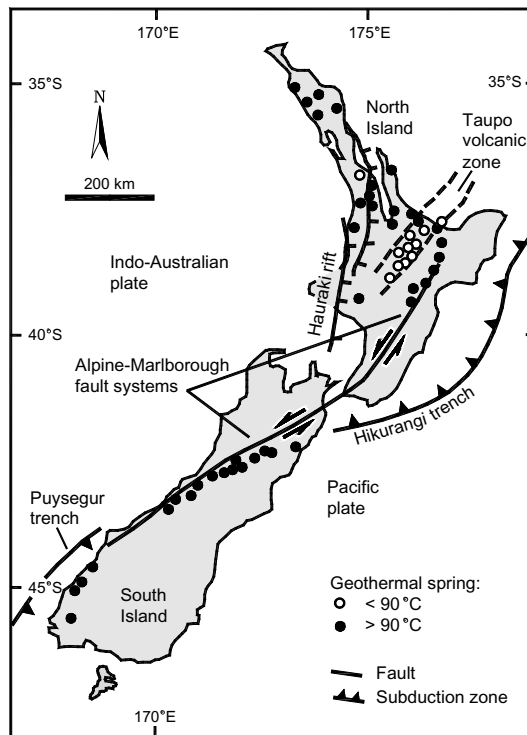 170°E
175°E
35°S
35°S
N
North
Island
Taupo
volcanic
zone
200 km
Indo-Australian
plate
Hauraki rift
40°S
40°S
Alpine-Marlborough
fault systems
Hikurangi trench
Puysegur
trench
Pacific
plate
45°S
45°S
South
Island
Geothermal spring:
< 90 °C
> 90 °C
Fault
Subduction zone
170°E